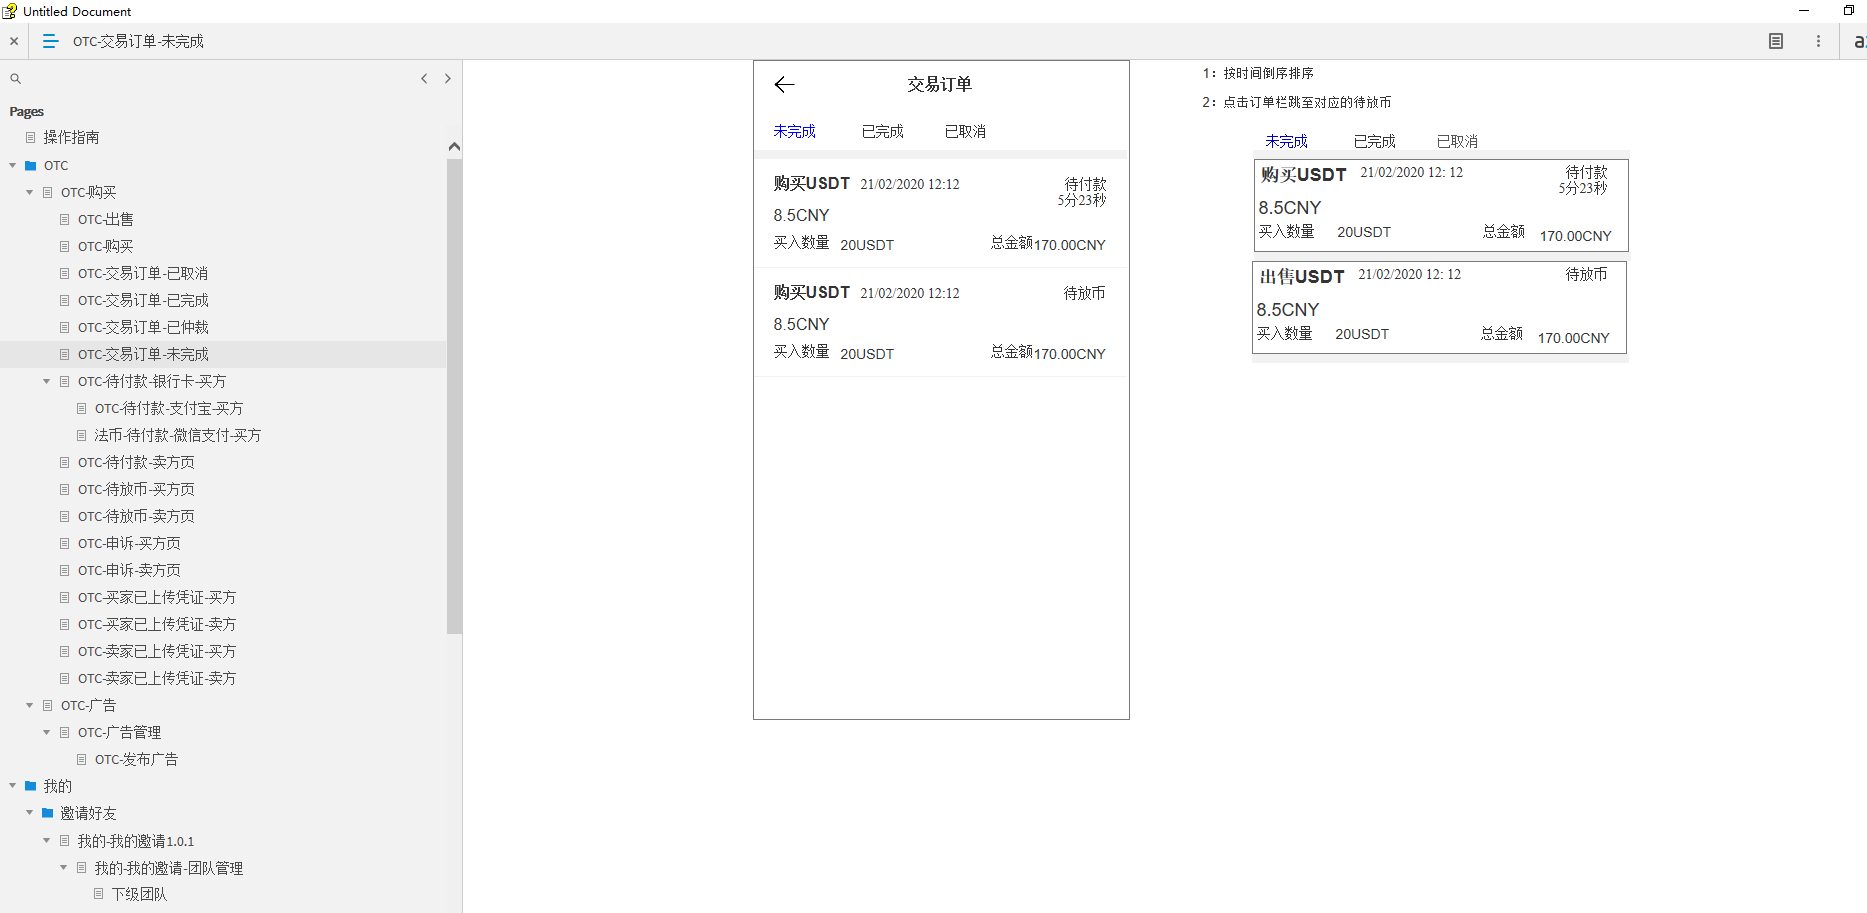 Untitled Document
OTC-交易订单-未完成
Pages
操作指南
OTC
OTC-购买
OTC-出售
OTC-购买
OTC-交易订单-已取消
OTC-交易订单-已完成
OTC-交易订单-已仲裁
OTC-交易订单-未完成
OTC-待付款-银行卡-买方
OTC-待付款-支付宝-买方
法币-待付款-微信支付-买方
OTC-待付款-卖方页
OTC-待放币-买方页
OTC-待放币-卖方页
OTC-申诉-买方页
OTC-申诉-卖方页
OTC-买家已上传凭证-买方
OTC-买家已上传凭证-卖方
OTC-卖家已上传凭证-买方
OTC-卖家已上传凭证-卖方
OTC-广告
OTC-广告管理
OTC-发布广告
我的
邀请好友
我的-我的邀请1.0.1
我的-我的邀请-团队管理
下级团队
交易订单
未完成 已完成 已取消
购买USDT 21/02/2020 12:12 待付款
5分23秒
8.5CNY
买入数量 20USDT 总金额170.00CNY
购买USDT 21/02/2020 12:12 待放币
8.5CNY
买入数量 20USDT 总金额170.00CNY
1：按时间倒序排序
2：点击订单栏跳至对应的待放币
未完成 已完成 已取消
购买USDT 21/02/2020 12: 12 待付款
5分23秒
8.5CNY
买入数量 20USDT 总金额 170.00CNY
出售USDT 21/02/2020 12: 12 待放币
8.5CNY
买入数量 20USDT 总金额 170.00CNY